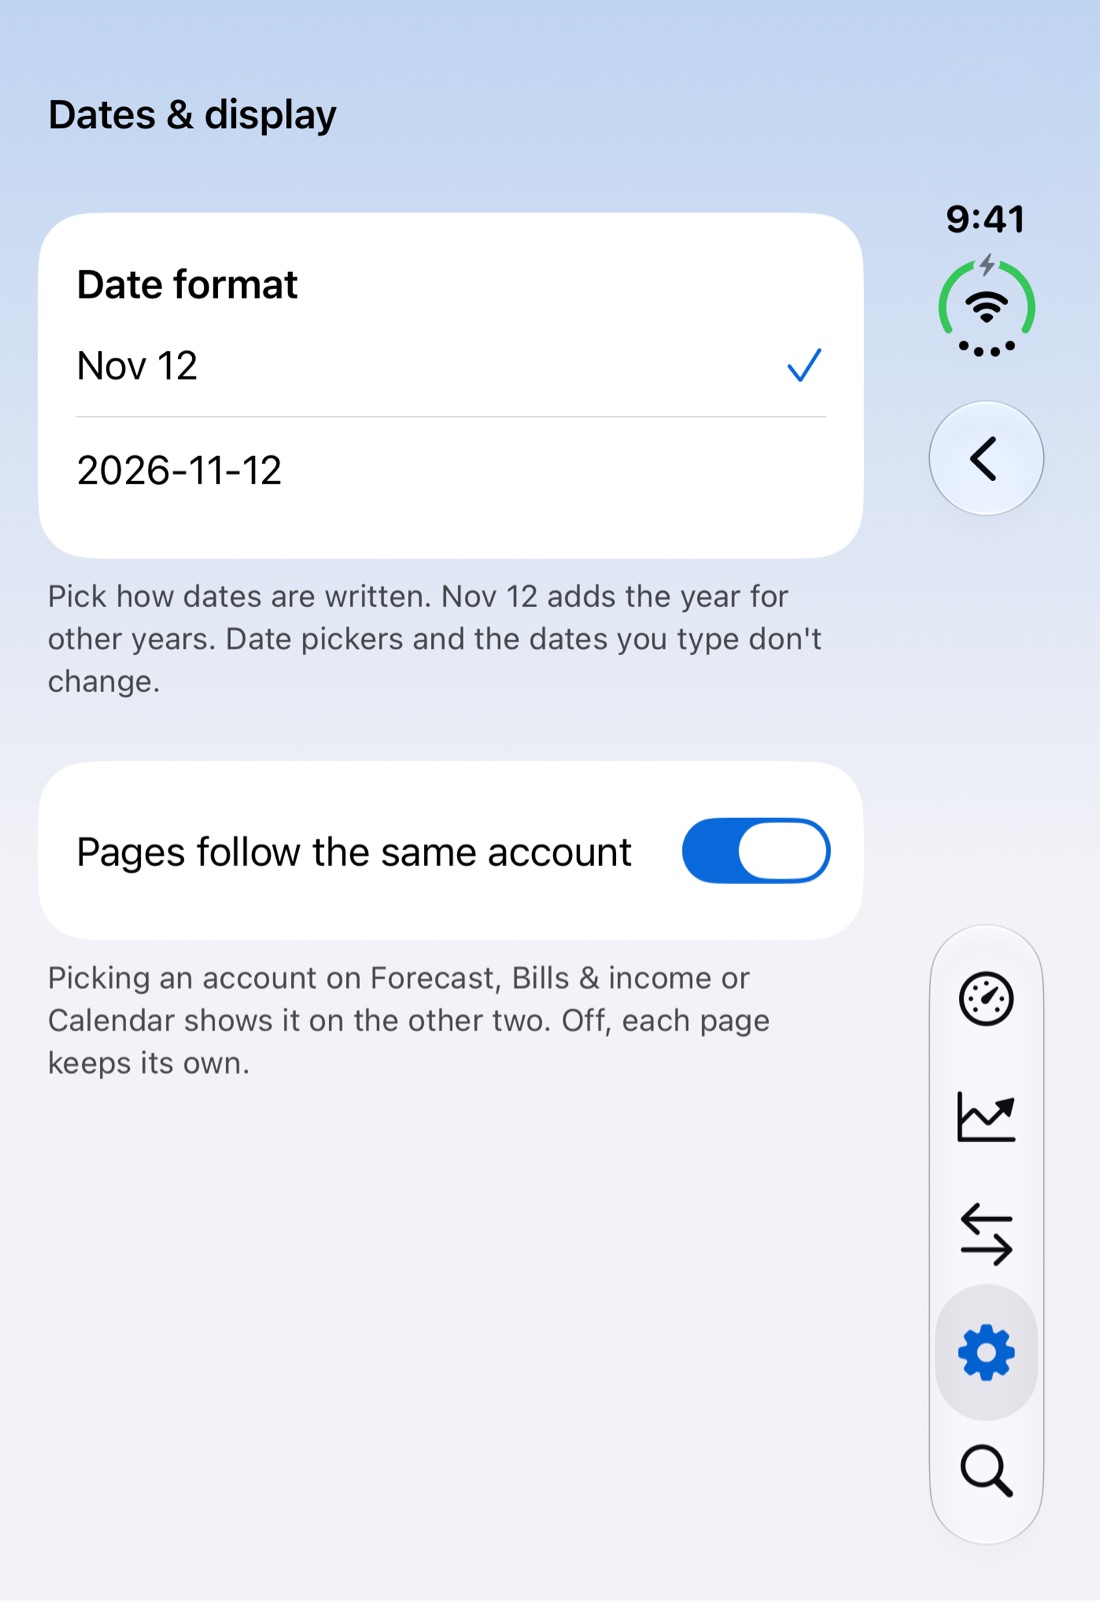 Dates & display
9:41
Date format
Nov 12
2026-11-12
Pick how dates are written. Nov 12 adds the year for
other years. Date pickers and the dates you type don't
change.
Pages follow the same account
Picking an account on Forecast, Bills & income or
Calendar shows it on the other two. Off, each page
keeps its own.